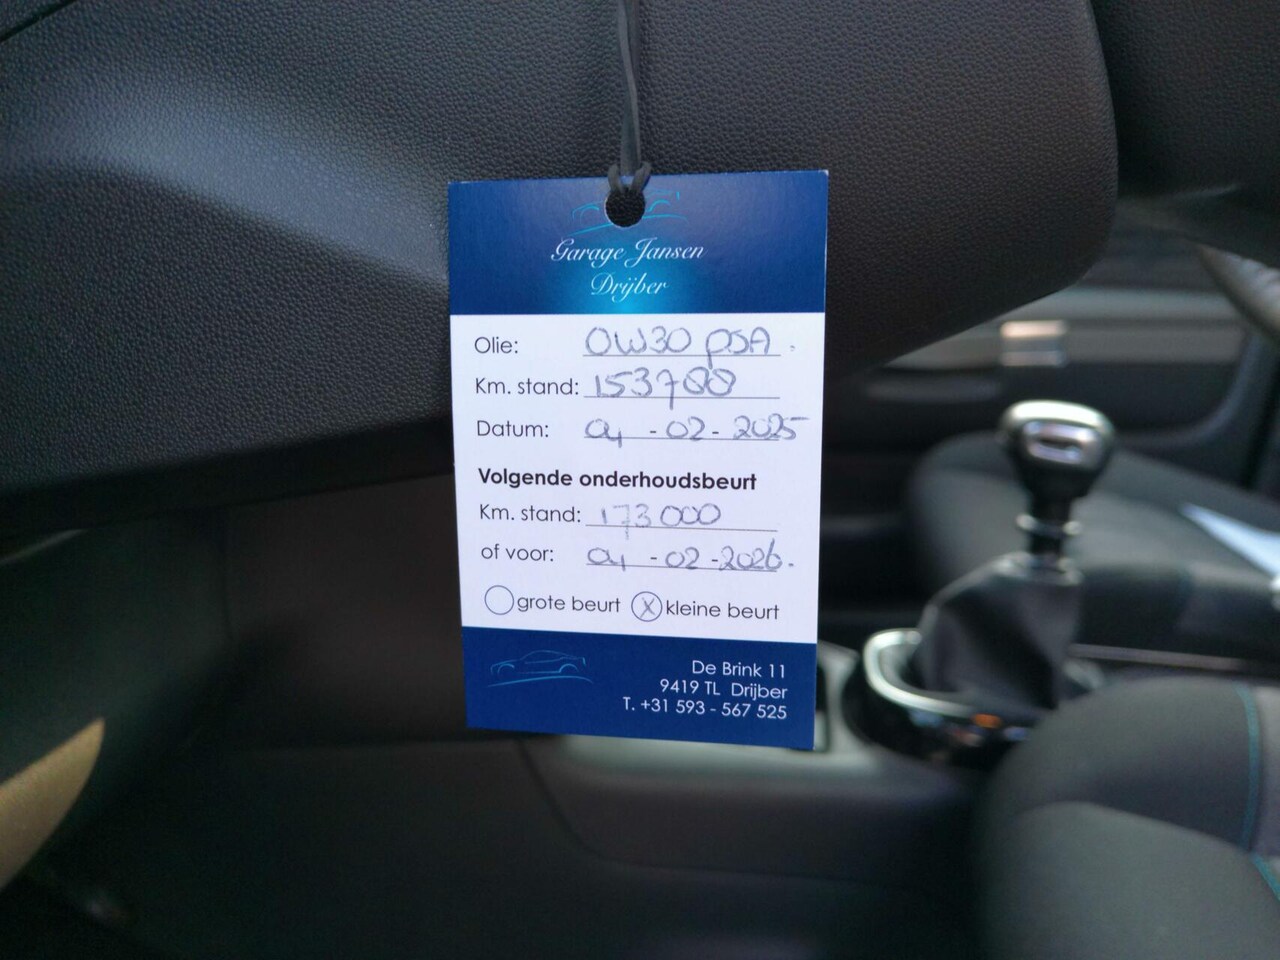 Garage Jansen
Drijber
Olie: 0W30 PSA.
Km. stand: 153788
Datum: 04-02-2025
Volgende onderhoudsbeurt
Km. stand: 173000
of voor: 04-02-2026.
grote beurt X kleine beurt
De Brink 11
9419 TL Drijber
T. +31 593 - 567 525